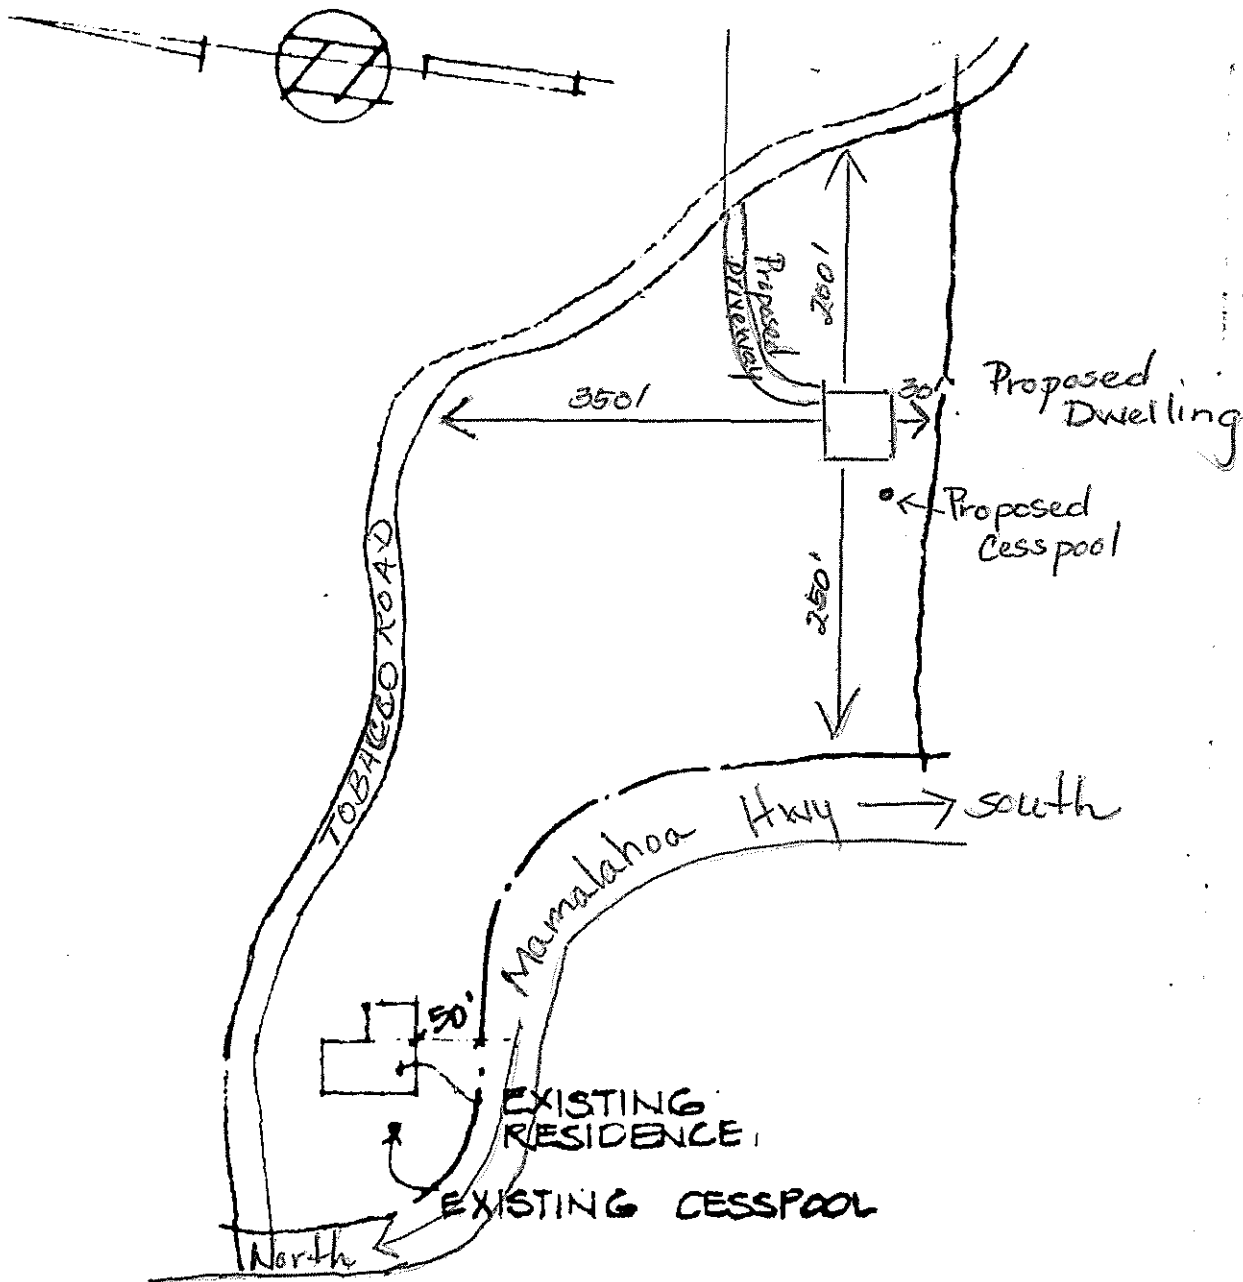 Proposed
Driveway
200'
350'
30'
Proposed
Dwelling
Proposed
Cesspool
250'
TOBACCO ROAD
Mamalahoa Hwy → south
50'
EXISTING
RESIDENCE
EXISTING CESSPOOL
North